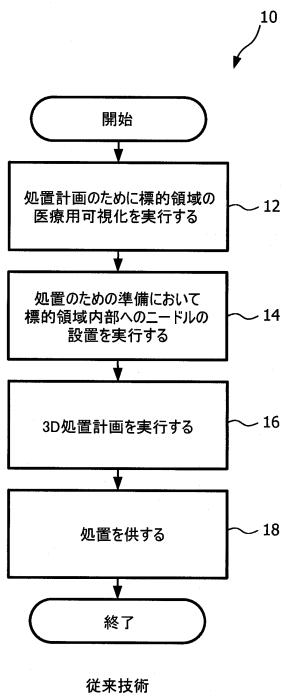 10
開始
処置計画のために標的領域の
医療用可視化を実行する
12
処置のための準備において
標的領域内部へのニードルの
設置を実行する
14
3D処置計画を実行する
16
処置を供する
18
終了
従来技術